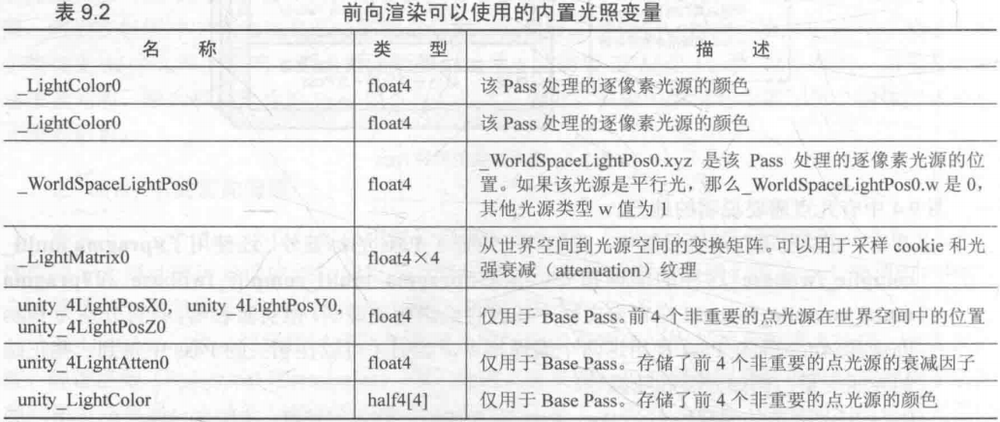 表 9.2 前向渲染可以使用的内置光照变量
名 称 类 型 描 述
_LightColor0 float4 该 Pass 处理的逐像素光源的颜色
_LightColor0 float4 该 Pass 处理的逐像素光源的颜色
_WorldSpaceLightPos0 float4 _WorldSpaceLightPos0.xyz 是该 Pass 处理的逐像素光源的位
置。如果该光源是平行光，那么_WorldSpaceLightPos0.w 是 0，
其他光源类型 w 值为 1
_LightMatrix0 float4×4 从世界空间到光源空间的变换矩阵。可以用于采样 cookie 和光
强衰减（attenuation）纹理
unity_4LightPosX0, unity_4LightPosY0,
unity_4LightPosZ0 float4 仅用于 Base Pass。前 4 个非重要的点光源在世界空间中的位置
unity_4LightAtten0 float4 仅用于 Base Pass。存储了前 4 个非重要的点光源的衰减因子
unity_LightColor half4[4] 仅用于 Base Pass。存储了前 4 个非重要的点光源的颜色